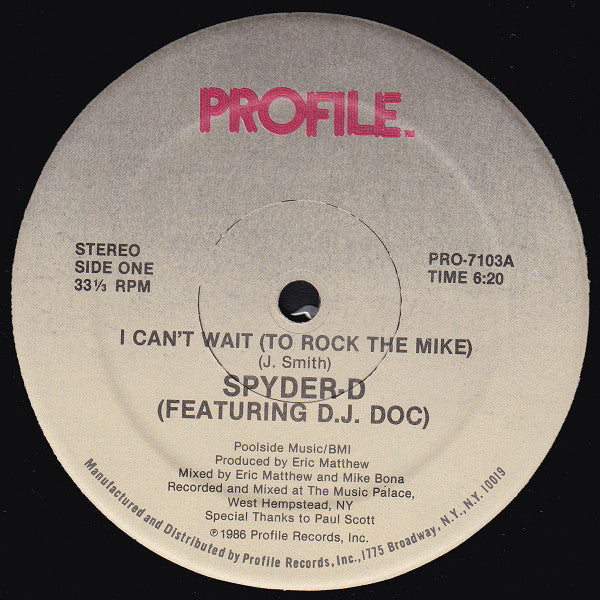 PROFILE™
STEREO
SIDE ONE
33⅓ RPM
PRO-7103A
TIME 6:20
I CAN'T WAIT (TO ROCK THE MIKE)
(J. Smith)
SPYDER-D
(FEATURING D.J. DOC)
Poolside Music/BMI
Produced by Eric Matthew
Mixed by Eric Matthew and Mike Bona
Recorded and Mixed at The Music Palace,
West Hempstead, NY
Special Thanks to Paul Scott
℗1986 Profile Records, Inc.
Manufactured and Distributed by Profile Records, Inc., 1775 Broadway, N.Y., N.Y. 10019